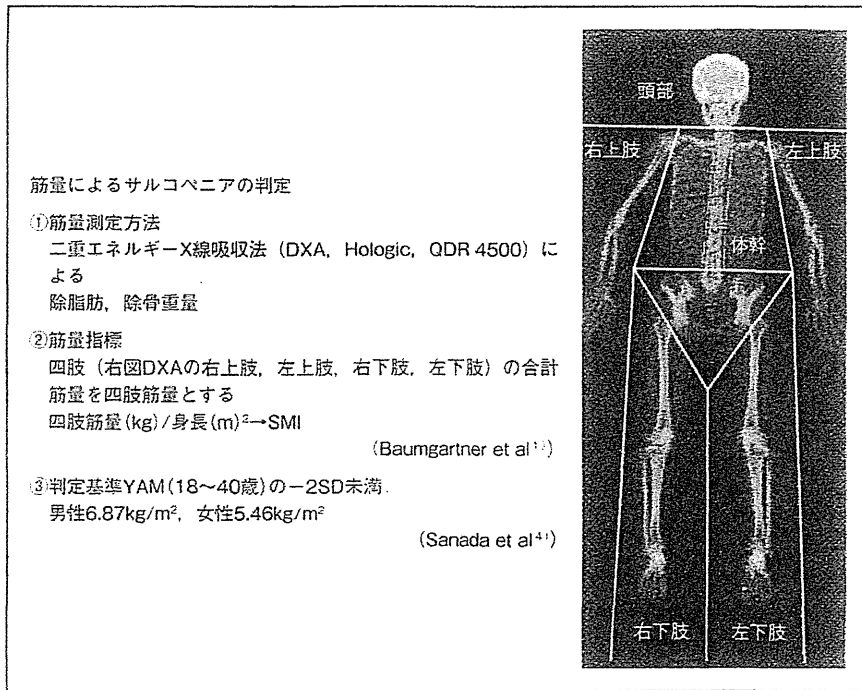 筋量によるサルコペニアの判定
①筋量測定方法
二重エネルギーX線吸収法（DXA，Hologic，QDR 4500）に
よる
除脂肪，除骨重量
②筋量指標
四肢（右図DXAの右上肢，左上肢，右下肢，左下肢）の合計
筋量を四肢筋量とする
四肢筋量(kg)/身長(m)²→SMI
(Baumgartner et al¹⁾)
③判定基準YAM(18〜40歳)の−2SD未満．
男性6.87kg/m²，女性5.46kg/m²
(Sanada et al⁴⁾)
頭部
右上肢
左上肢
体幹
右下肢
左下肢